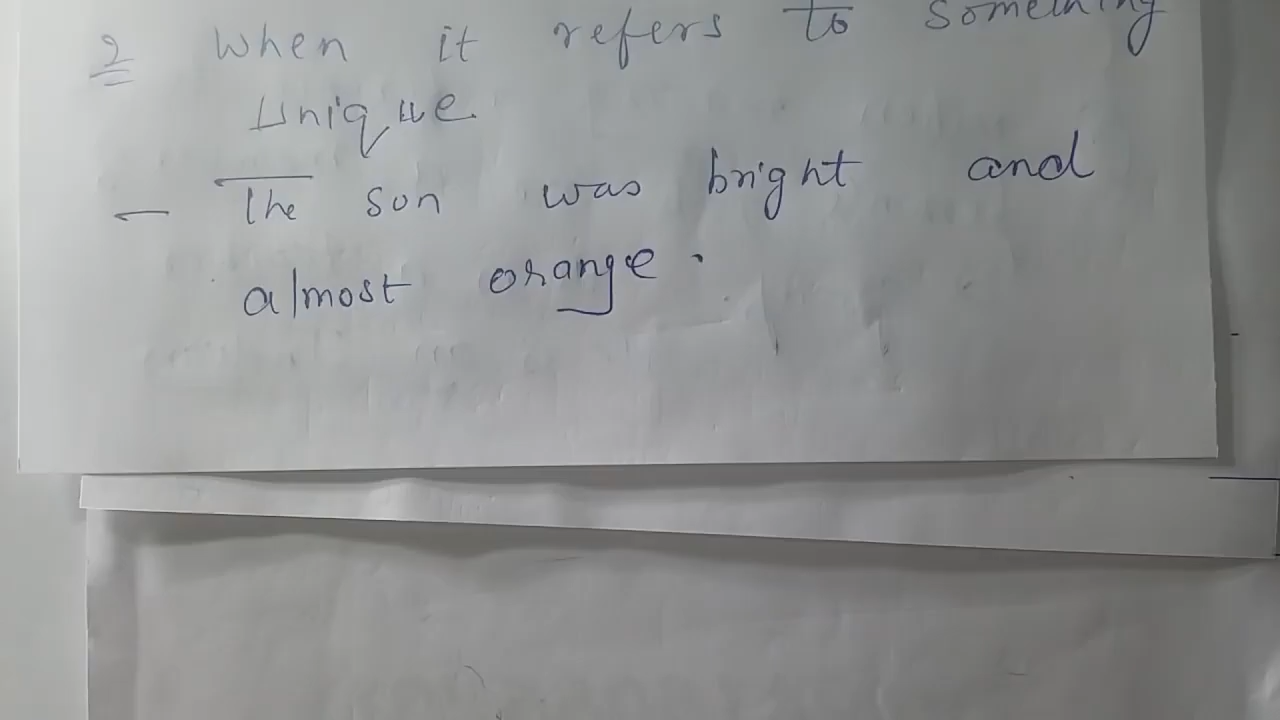 2 When it refers to something
Unique
— The son was bright and
almost orange.